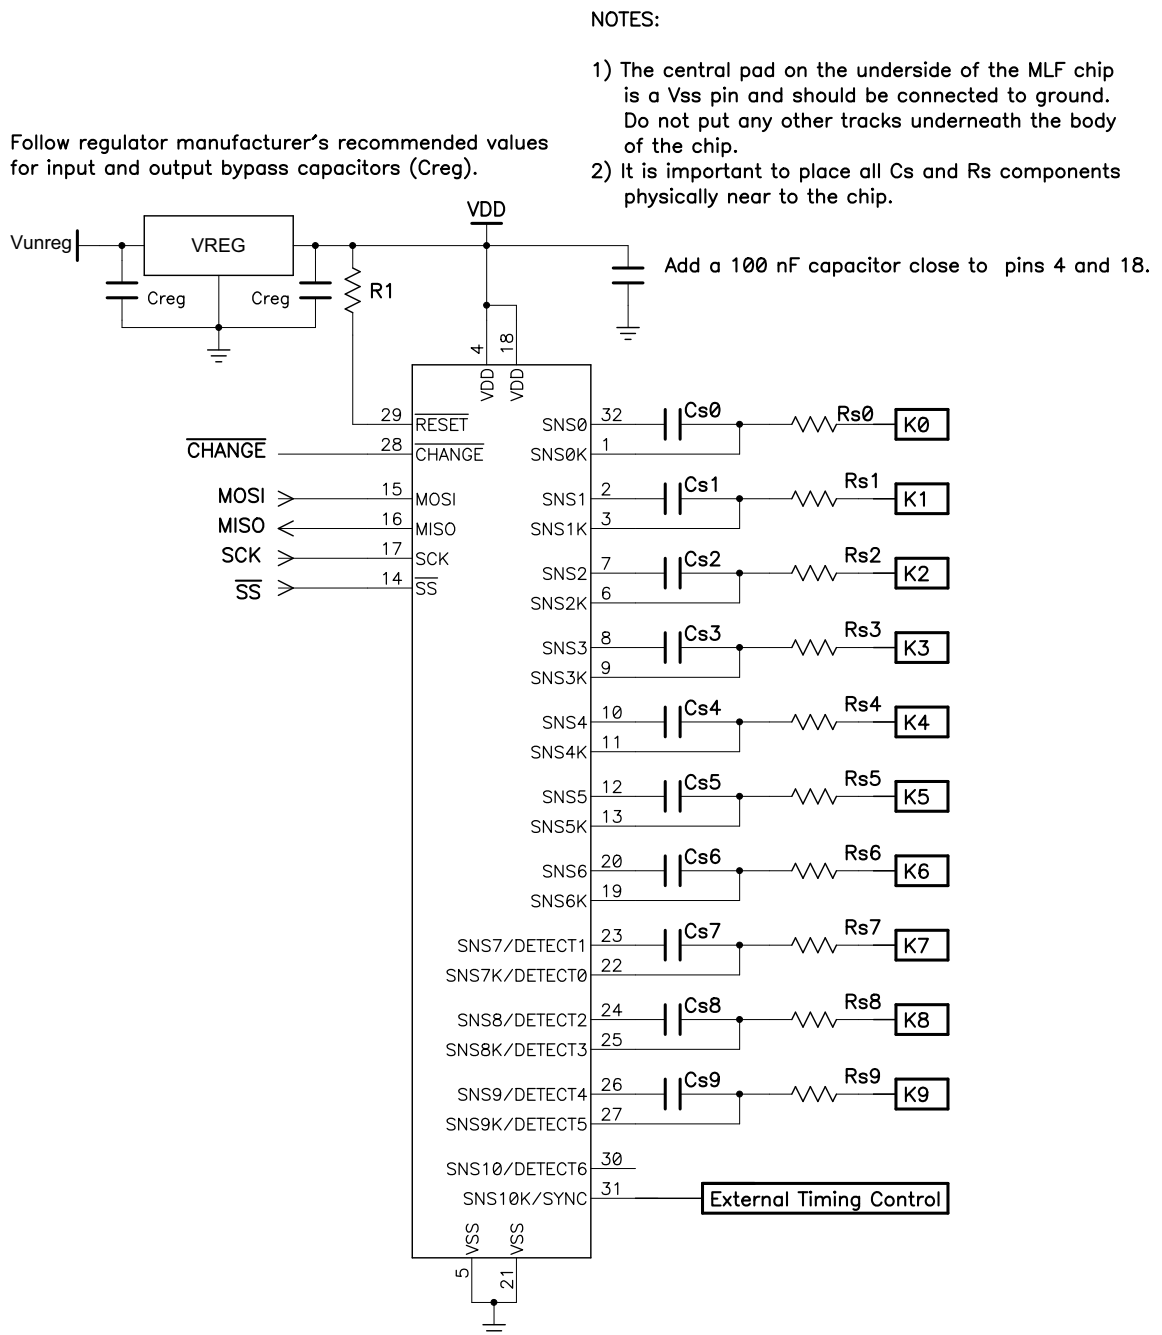 NOTES:
1) The central pad on the underside of the MLF chip
is a Vss pin and should be connected to ground.
Do not put any other tracks underneath the body
of the chip.
2) It is important to place all Cs and Rs components
physically near to the chip.
Follow regulator manufacturer's recommended values
for input and output bypass capacitors (Creg).
VDD
Vunreg
VREG
Creg
Creg
R1
Add a 100 nF capacitor close to pins 4 and 18.
4
18
VDD
VDD
29
RESET
CHANGE
28
CHANGE
MOSI
15
MOSI
MISO
16
MISO
SCK
17
SCK
SS
14
SS
SNS0
32
Cs0
Rs0
K0
SNS0K
1
SNS1
2
Cs1
Rs1
K1
SNS1K
3
SNS2
7
Cs2
Rs2
K2
SNS2K
6
SNS3
8
Cs3
Rs3
K3
SNS3K
9
SNS4
10
Cs4
Rs4
K4
SNS4K
11
SNS5
12
Cs5
Rs5
K5
SNS5K
13
SNS6
20
Cs6
Rs6
K6
SNS6K
19
SNS7/DETECT1
23
Cs7
Rs7
K7
SNS7K/DETECT0
22
SNS8/DETECT2
24
Cs8
Rs8
K8
SNS8K/DETECT3
25
SNS9/DETECT4
26
Cs9
Rs9
K9
SNS9K/DETECT5
27
SNS10/DETECT6
30
SNS10K/SYNC
31
External Timing Control
VSS
VSS
5
21